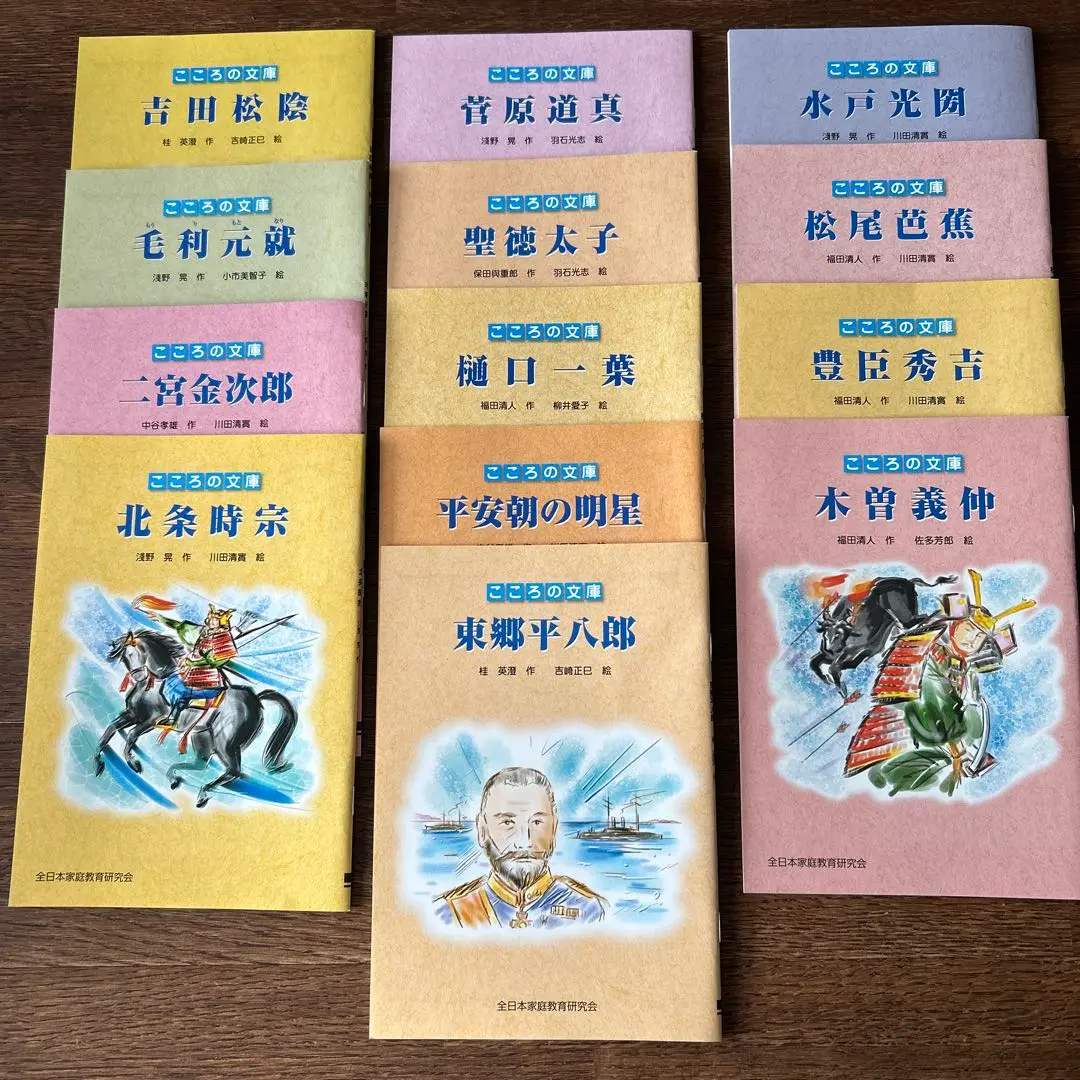 こころの文庫
吉田松陰
桂 英澄 作 吉崎正巳 絵
こころの文庫
もう り もと なり
毛利元就
浅野 晃 作 小市美智子 絵
こころの文庫
二宮金次郎
中谷孝雄 作 川田清實 絵
こころの文庫
北条時宗
浅野 晃 作 川田清實 絵
全日本家庭教育研究会
こころの文庫
菅原道真
浅野 晃 作 羽石光志 絵
こころの文庫
聖徳太子
保田與重郎 作 羽石光志 絵
こころの文庫
樋口一葉
福田清人 作 柳井愛子 絵
こころの文庫
平安朝の明星
こころの文庫
東郷平八郎
桂 英澄 作 吉崎正巳 絵
全日本家庭教育研究会
こころの文庫
水戸光圀
浅野 晃 作 川田清實 絵
こころの文庫
松尾芭蕉
福田清人 作 川田清實 絵
こころの文庫
豊臣秀吉
福田清人 作 川田清實 絵
こころの文庫
木曽義仲
福田清人 作 佐多芳郎 絵
全日本家庭教育研究会